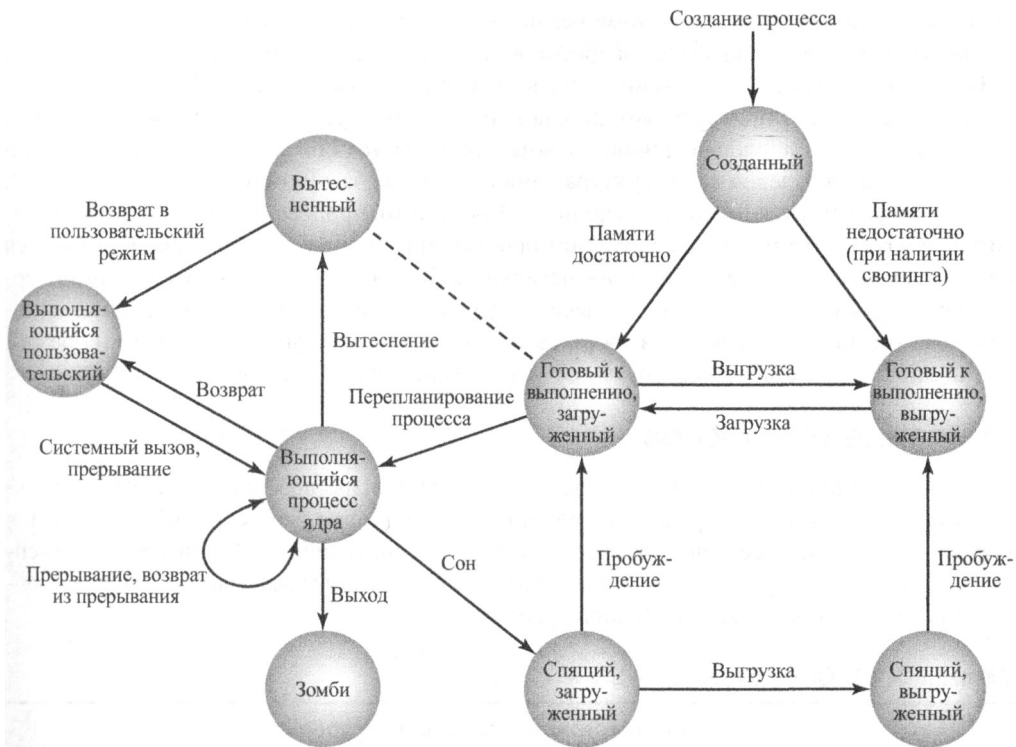 Создание процесса
Созданный
Вытес-
ненный
Возврат в
пользовательский
режим
Памяти
достаточно
Памяти
недостаточно
(при наличии
свопинга)
Выполня-
ющийся
пользова-
тельский
Вытеснение
Возврат
Перепланирование
процесса
Готовый к
выполнению,
загру-
женный
Выгрузка
Загрузка
Готовый к
выполнению,
выгру-
женный
Системный вызов,
прерывание
Выполня-
ющийся
процесс
ядра
Прерывание, возврат
из прерывания
Выход
Сон
Пробуж-
дение
Пробуж-
дение
Зомби
Спящий,
загру-
женный
Выгрузка
Спящий,
выгру-
женный